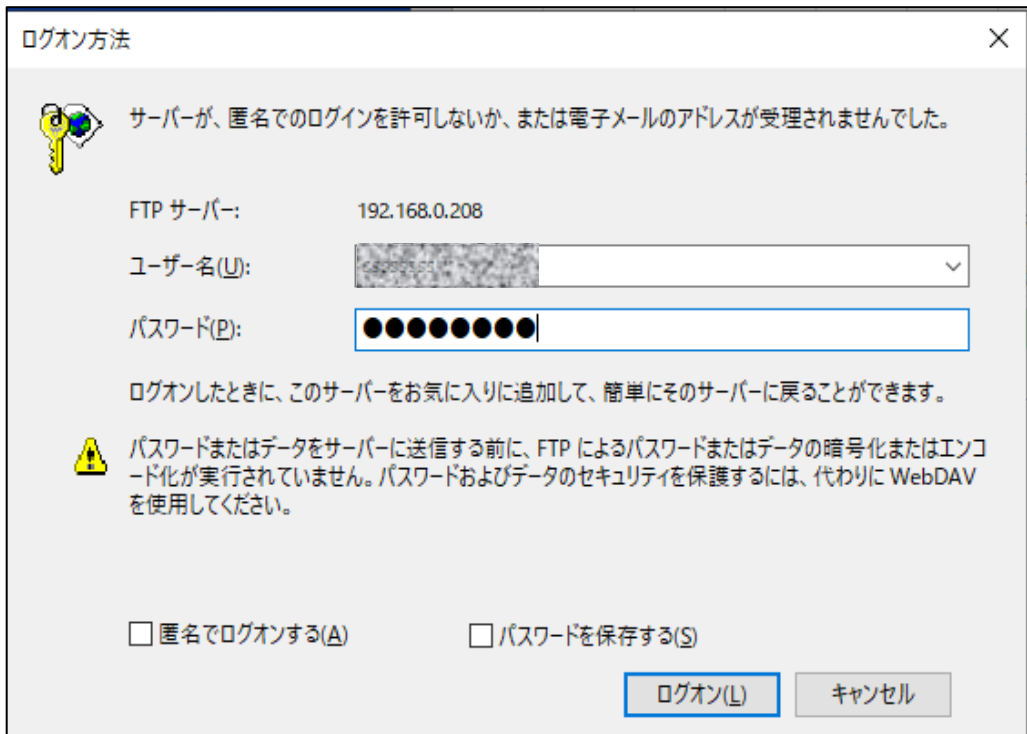 ログオン方法
サーバーが、匿名でのログインを許可しないか、または電子メールのアドレスが受理されませんでした。
FTP サーバー: 192.168.0.208
ユーザー名(U):
パスワード(P): ●●●●●●●●
ログオンしたときに、このサーバーをお気に入りに追加して、簡単にそのサーバーに戻ることができます。
パスワードまたはデータをサーバーに送信する前に、FTP によるパスワードまたはデータの暗号化またはエンコ
ード化が実行されていません。パスワードおよびデータのセキュリティを保護するには、代わりに WebDAV
を使用してください。
匿名でログオンする(A) パスワードを保存する(S)
ログオン(L) キャンセル